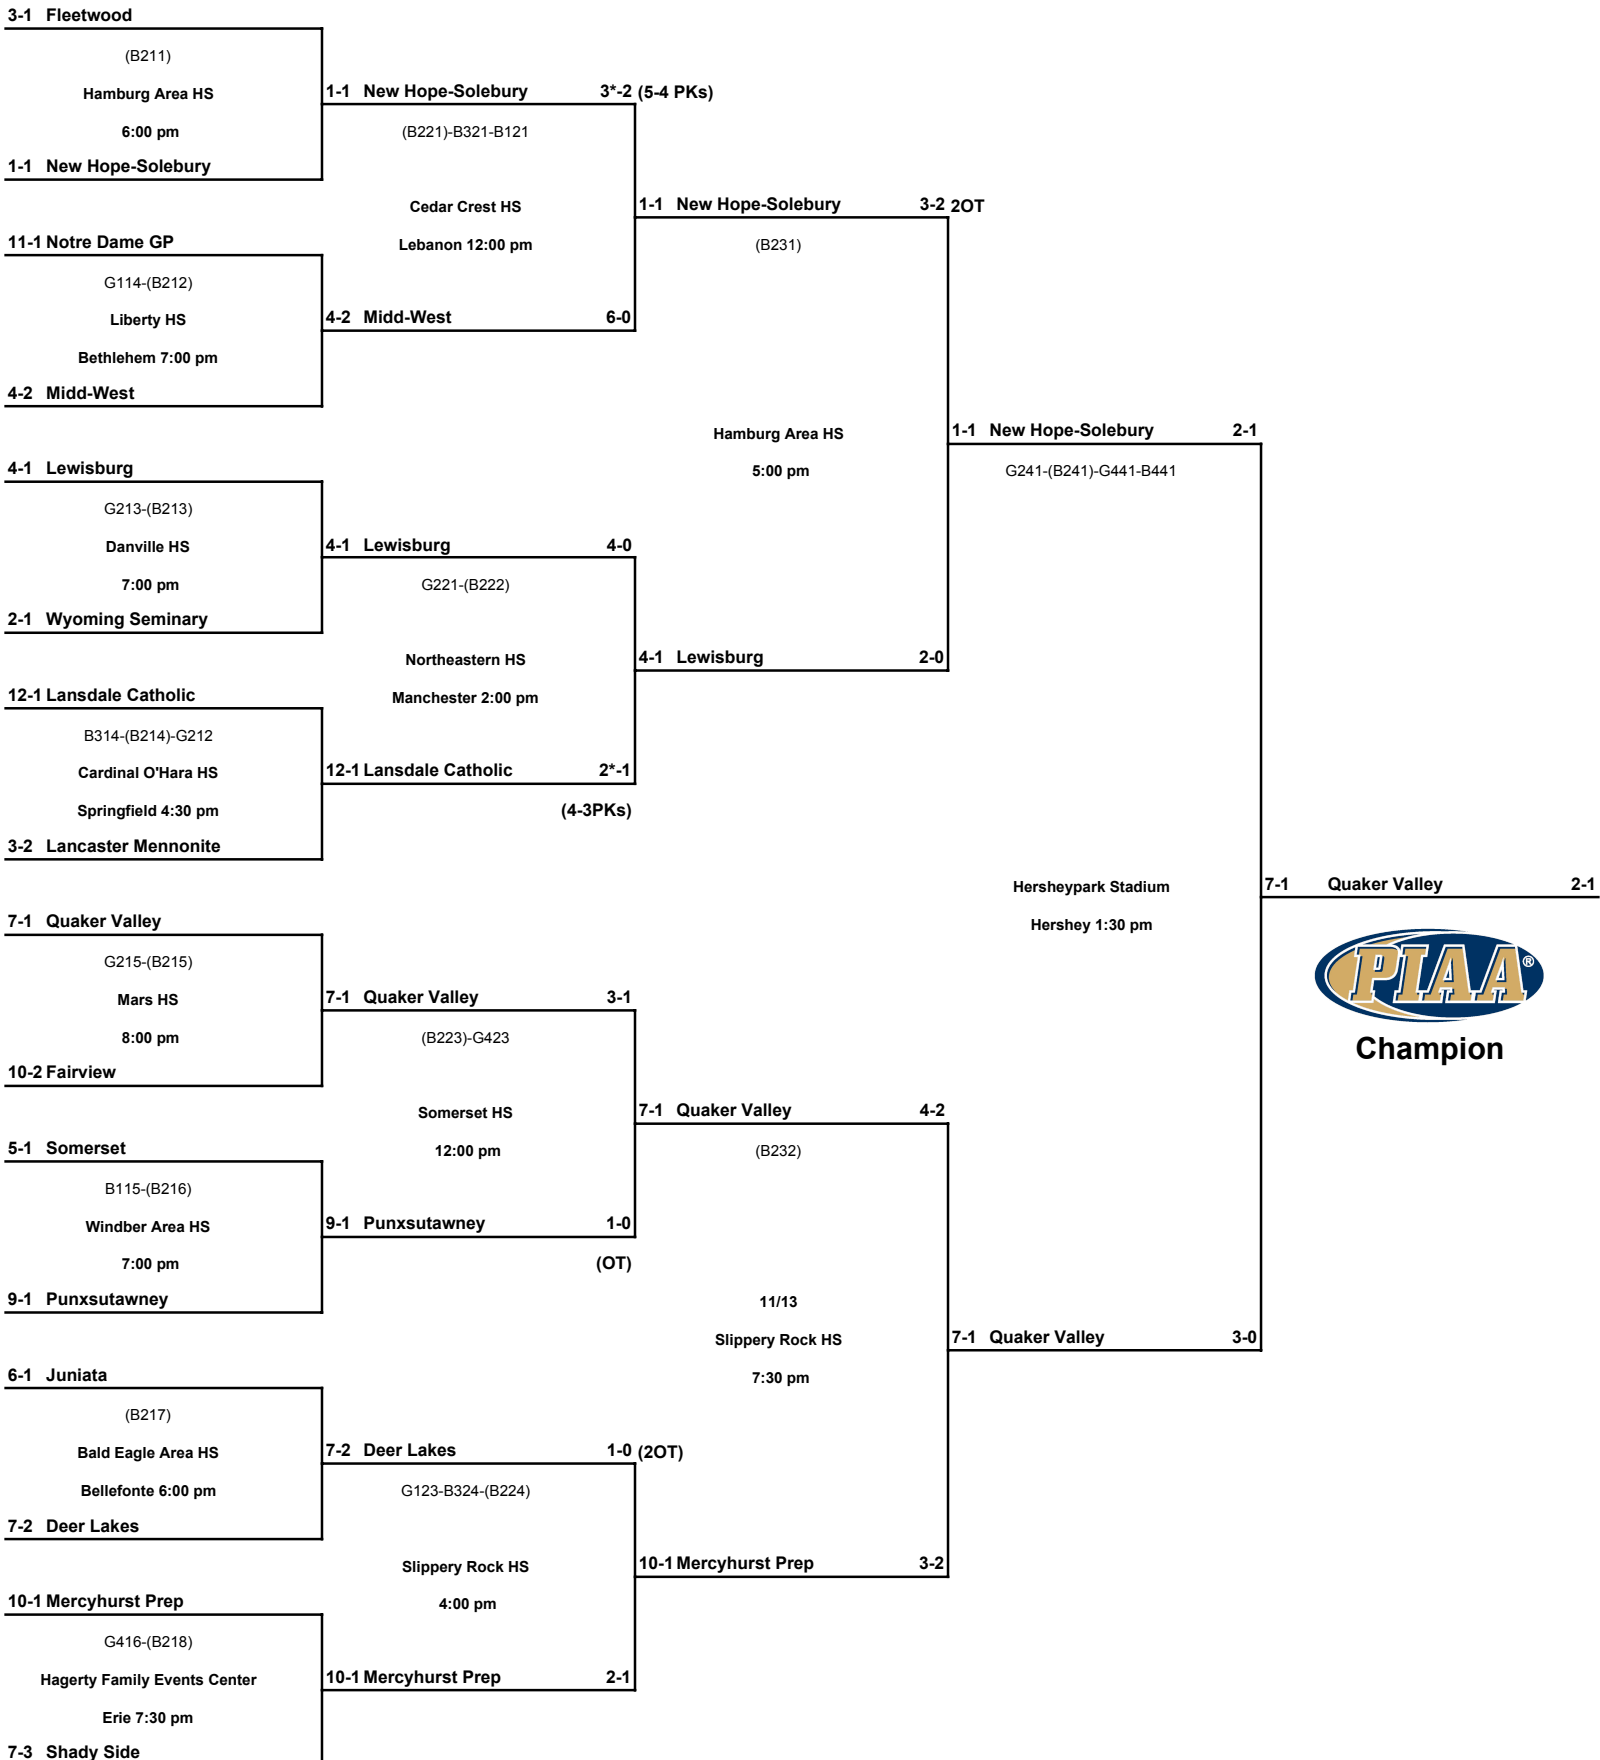 3-1 Fleetwood
(B211)
Hamburg Area HS
6:00 pm
1-1 New Hope-Solebury
1-1 New Hope-Solebury 3*-2 (5-4 PKs)
(B221)-B321-B121
Cedar Crest HS
Lebanon 12:00 pm
11-1 Notre Dame GP
G114-(B212)
Liberty HS
Bethlehem 7:00 pm
4-2 Midd-West
4-2 Midd-West 6-0
1-1 New Hope-Solebury 3-2 2OT
(B231)
Hamburg Area HS
5:00 pm
4-1 Lewisburg
G213-(B213)
Danville HS
7:00 pm
2-1 Wyoming Seminary
4-1 Lewisburg 4-0
G221-(B222)
Northeastern HS
Manchester 2:00 pm
12-1 Lansdale Catholic
B314-(B214)-G212
Cardinal O'Hara HS
Springfield 4:30 pm
3-2 Lancaster Mennonite
12-1 Lansdale Catholic 2*-1
(4-3PKs)
4-1 Lewisburg 2-0
1-1 New Hope-Solebury 2-1
G241-(B241)-G441-B441
Hersheypark Stadium
Hershey 1:30 pm
7-1 Quaker Valley 2-1
PIAA®
Champion
7-1 Quaker Valley
G215-(B215)
Mars HS
8:00 pm
10-2 Fairview
7-1 Quaker Valley 3-1
(B223)-G423
Somerset HS
12:00 pm
5-1 Somerset
B115-(B216)
Windber Area HS
7:00 pm
9-1 Punxsutawney
9-1 Punxsutawney 1-0
(OT)
7-1 Quaker Valley 4-2
(B232)
11/13
Slippery Rock HS
7:30 pm
7-1 Quaker Valley 3-0
6-1 Juniata
(B217)
Bald Eagle Area HS
Bellefonte 6:00 pm
7-2 Deer Lakes
7-2 Deer Lakes 1-0 (2OT)
G123-B324-(B224)
Slippery Rock HS
4:00 pm
10-1 Mercyhurst Prep 3-2
10-1 Mercyhurst Prep
G416-(B218)
Hagerty Family Events Center
Erie 7:30 pm
7-3 Shady Side
10-1 Mercyhurst Prep 2-1